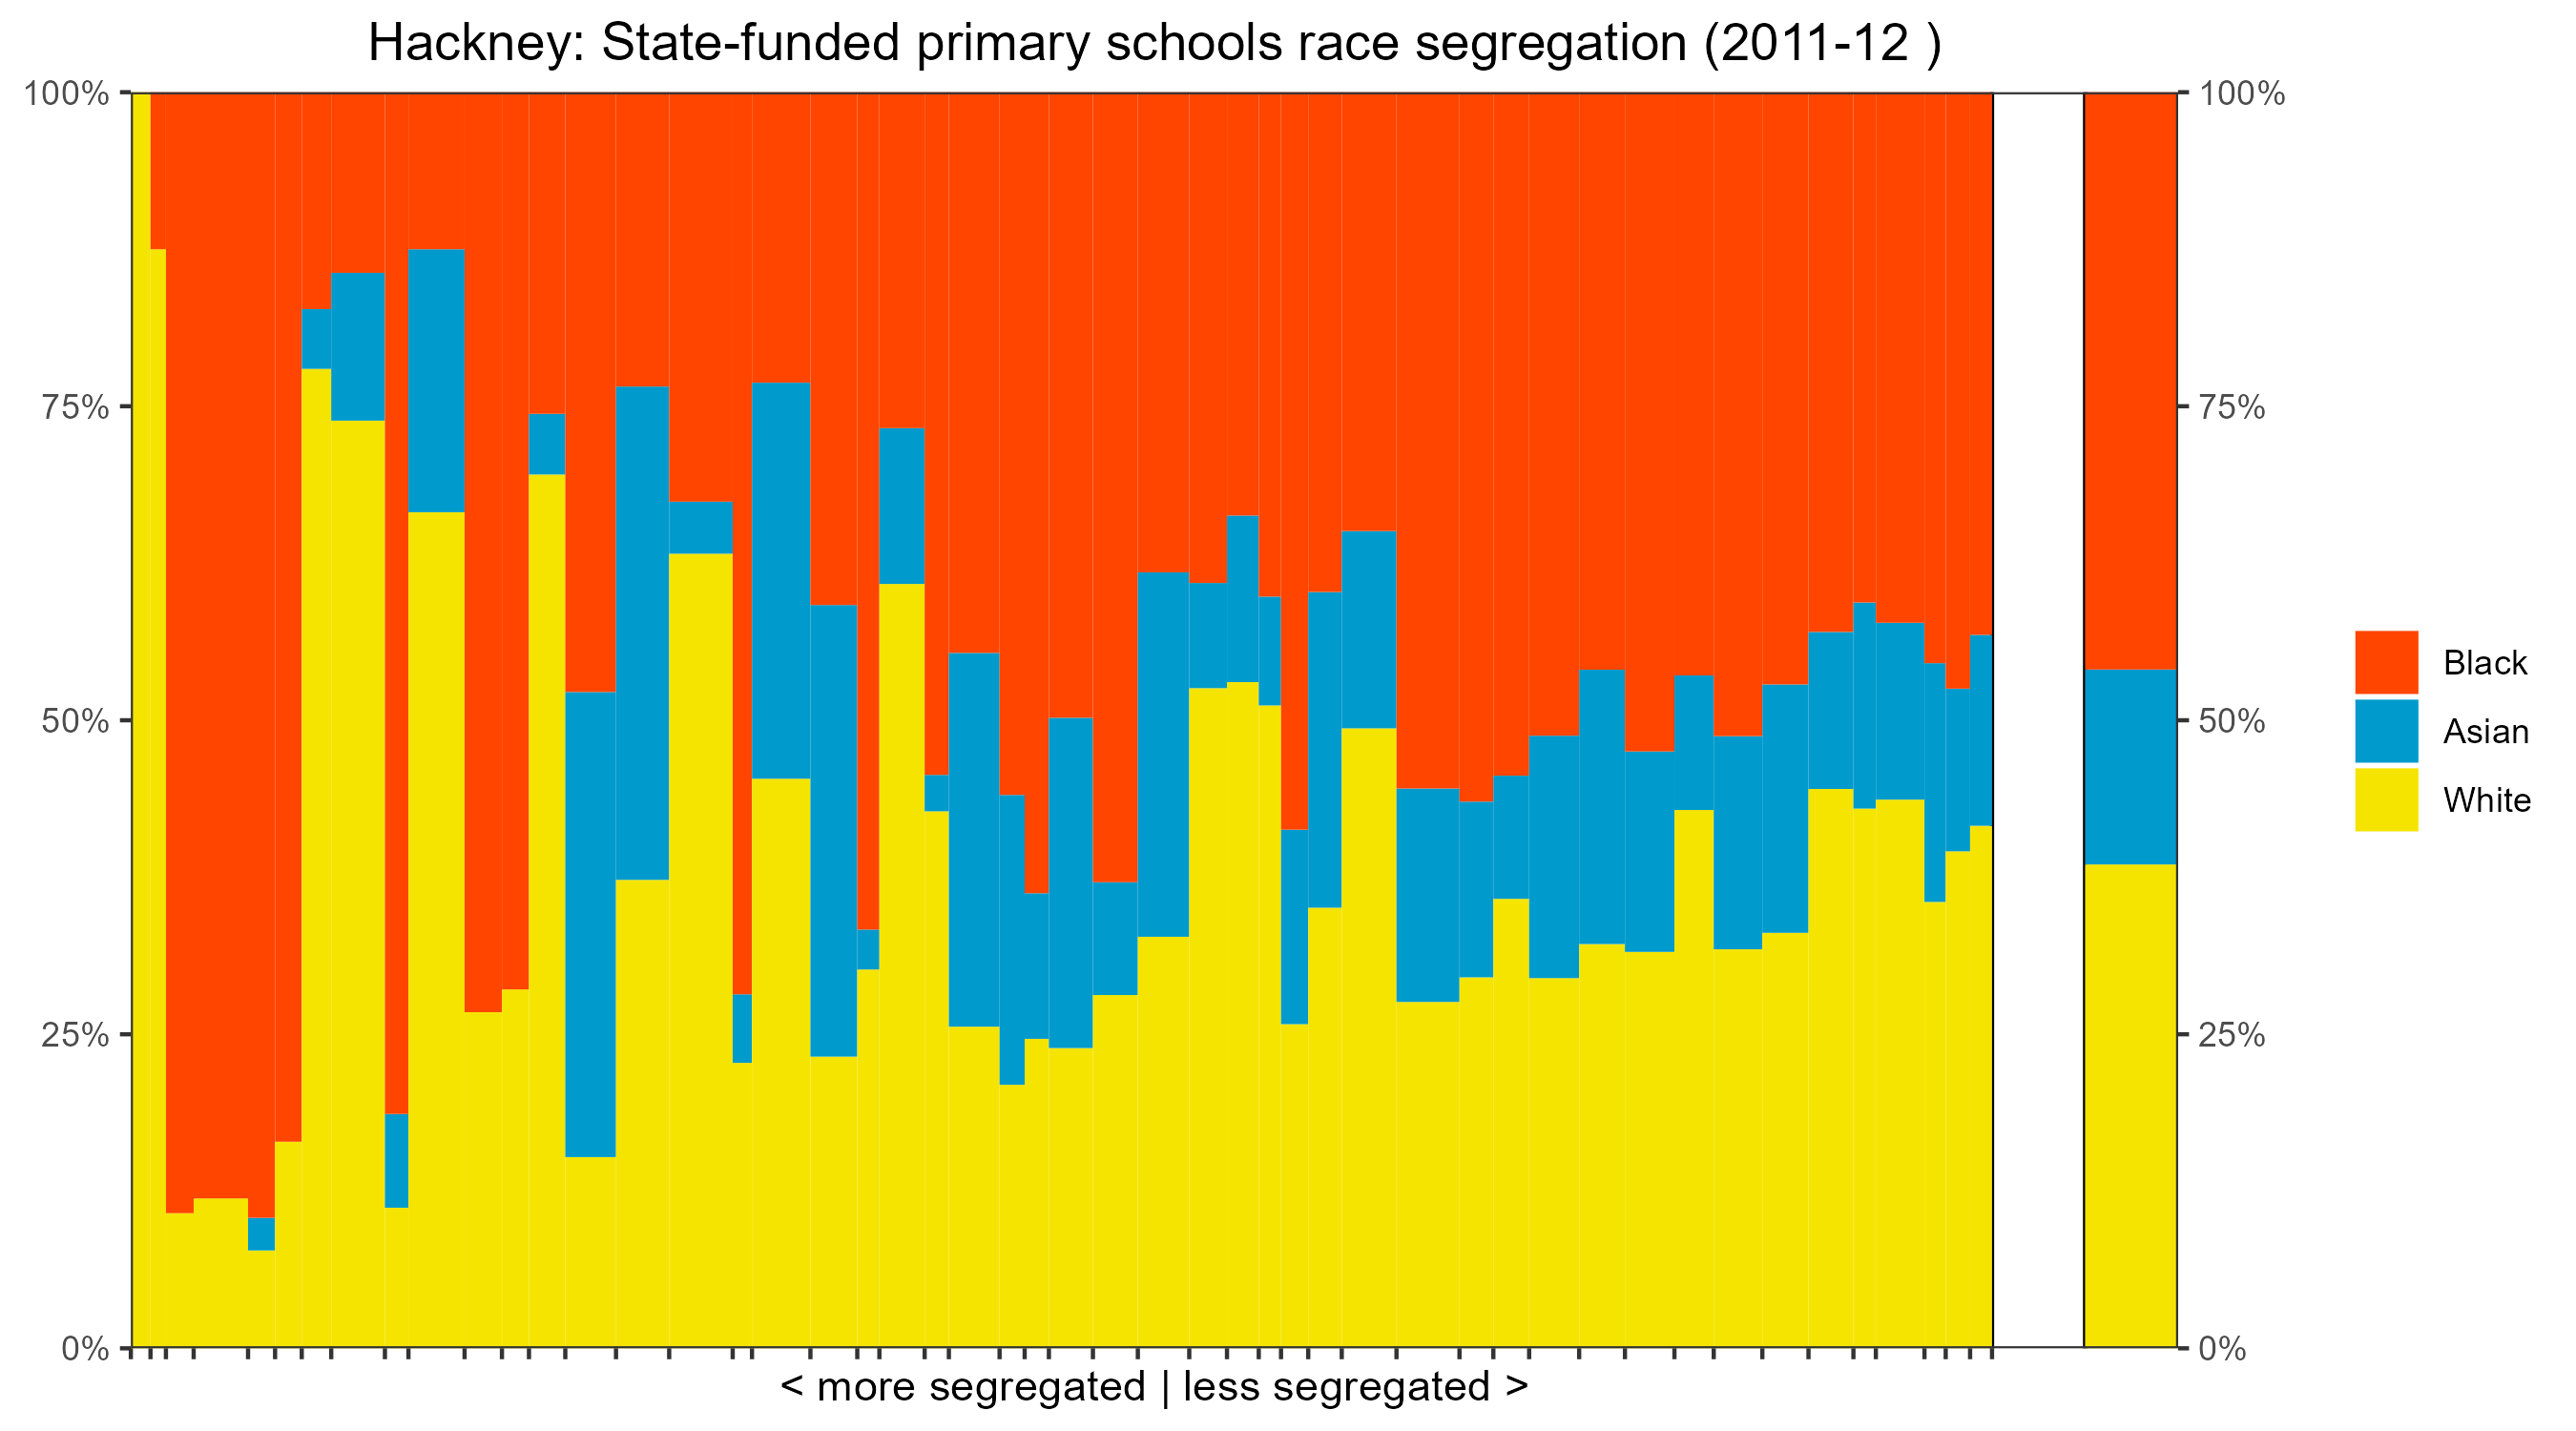 Hackney: State-funded primary schools race segregation (2011-12 )
100%
75%
50%
25%
0%
100%
75%
50%
25%
0%
Black
Asian
White
< more segregated | less segregated >